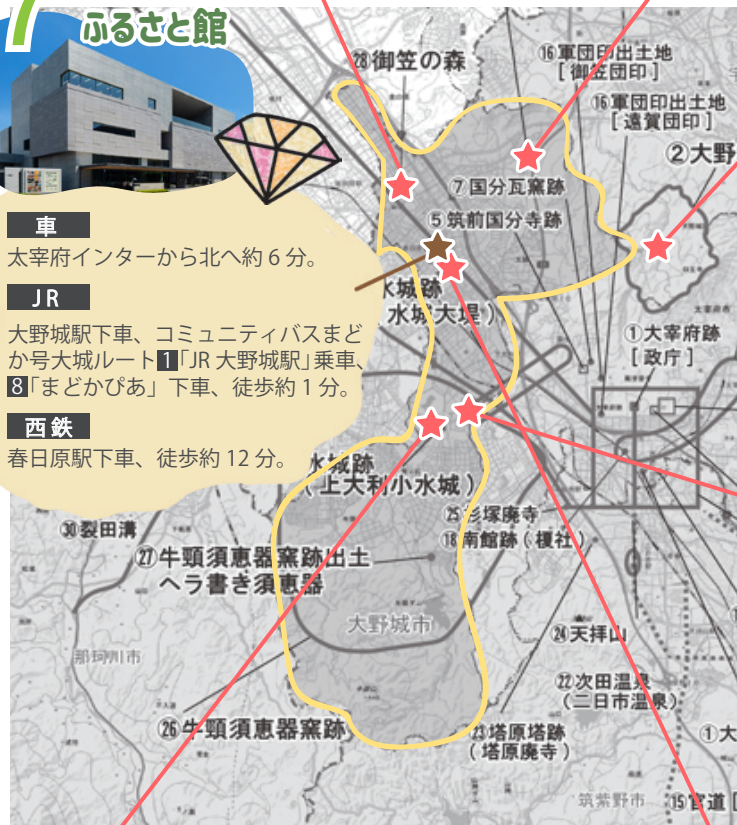 7
ふるさと館
車
太宰府インターから北へ約６分。
JR
大野城駅下車、コミュニティバスまど
か号大城ルート1「JR大野城駅」乗車、
8「まどかぴあ」下車、徒歩約１分。
西鉄
春日原駅下車、徒歩約12分。
㉘御笠の森
⑯軍団印出土地
［御笠団印］
⑯軍団印出土地
［遠賀団印］
②大野
⑦国分瓦窯跡
⑤筑前国分寺跡
水城跡
水城大堤）
①大宰府跡
［政庁］
水城跡
（上大利小水城）
㉕杉塚廃寺
⑱南館跡（榎社）
㉚裂田溝
㉗牛頸須恵器窯跡出土
ヘラ書き須恵器
大野城市
那珂川市
㉔天拝山
㉒次田温泉
（二日市温泉）
㉖牛頸須恵器窯跡
㉓塔原塔跡
（塔原廃寺）
①大
筑紫野市
⑮官道［